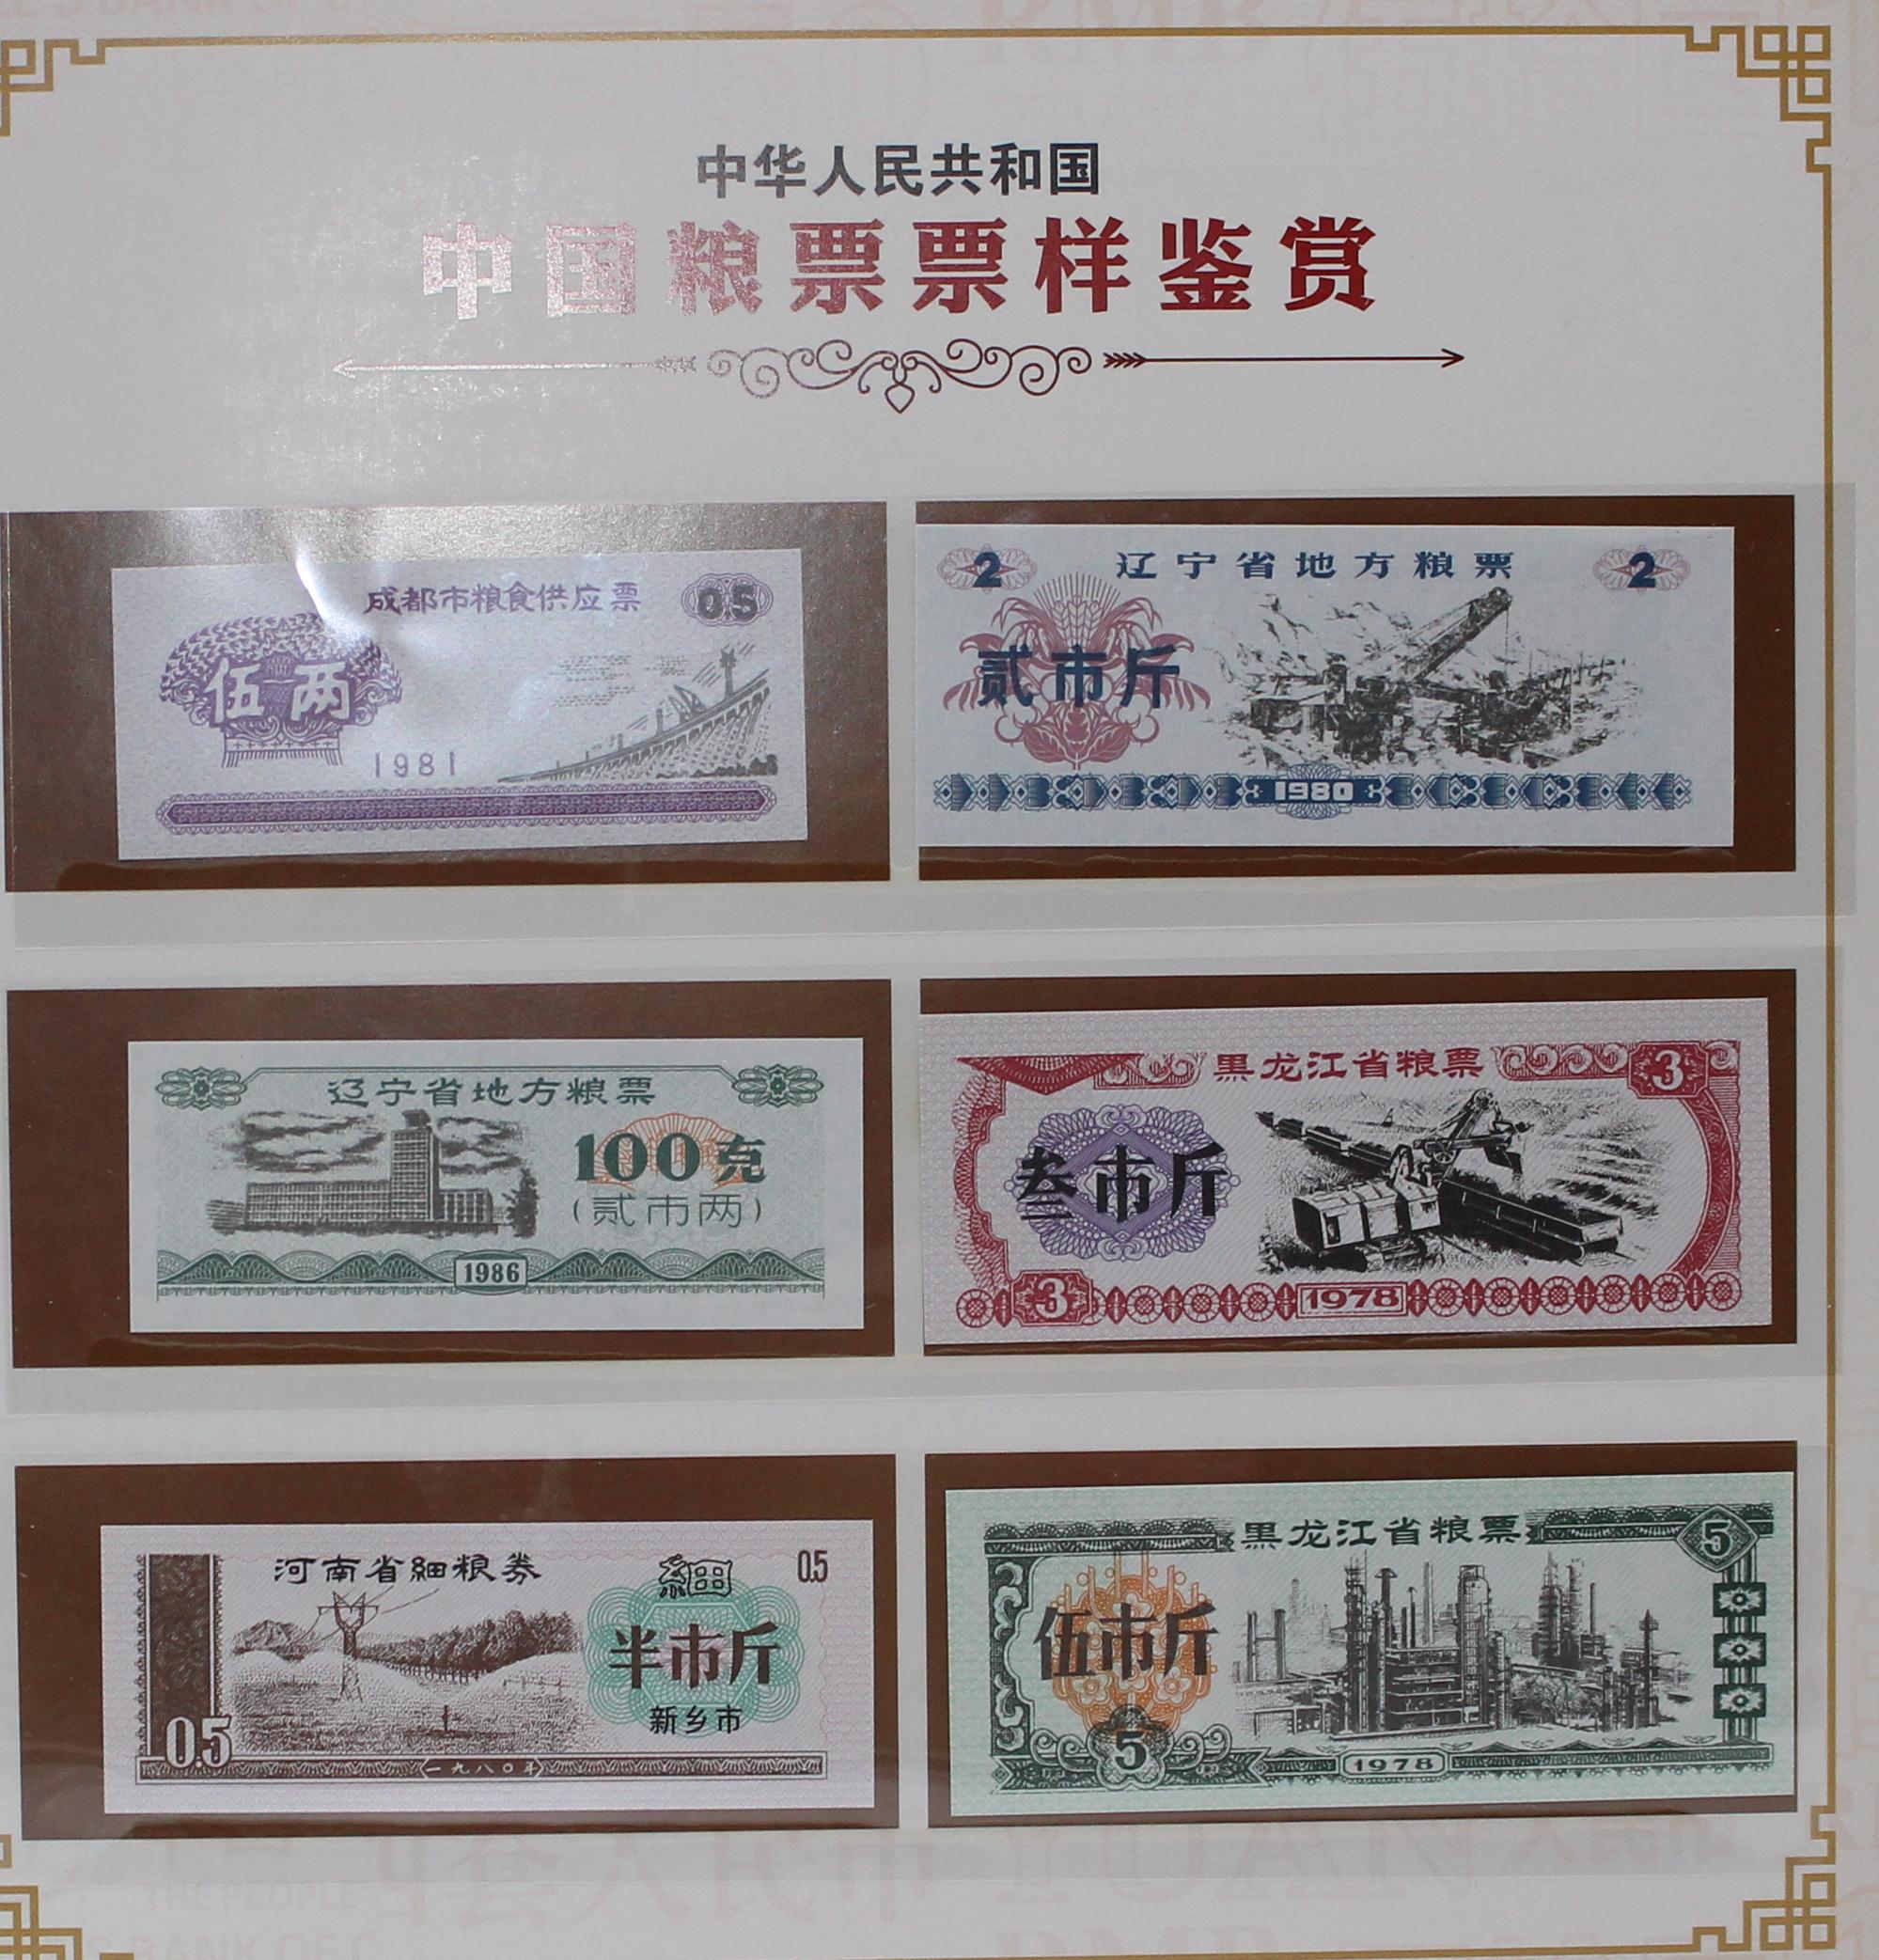 中华人民共和国
中国粮票票样鉴赏
成都市粮食供应票
0.5
伍两
1981
2
辽宁省地方粮票
2
贰市斤
1980
辽宁省地方粮票
100克
(贰市两)
1986
黑龙江省粮票
3
叁市斤
3
1978
河南省細粮券
細
0.5
半市斤
新乡市
0.5
一九八〇年
黑龙江省粮票
5
伍市斤
5
1978
THE PEOPLE'
BANK OF C